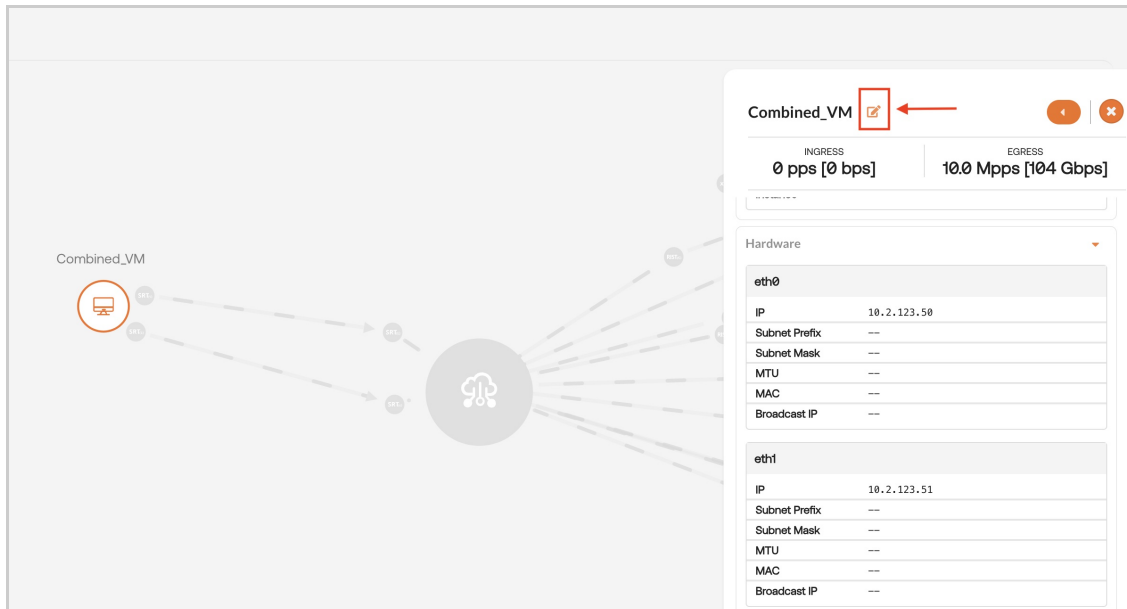 Combined_VM
INGRESS
0 pps [0 bps]
EGRESS
10.0 Mpps [104 Gbps]
Hardware
eth0
IP 10.2.123.50
Subnet Prefix --
Subnet Mask --
MTU --
MAC --
Broadcast IP --
eth1
IP 10.2.123.51
Subnet Prefix --
Subnet Mask --
MTU --
MAC --
Broadcast IP --
Combined_VM